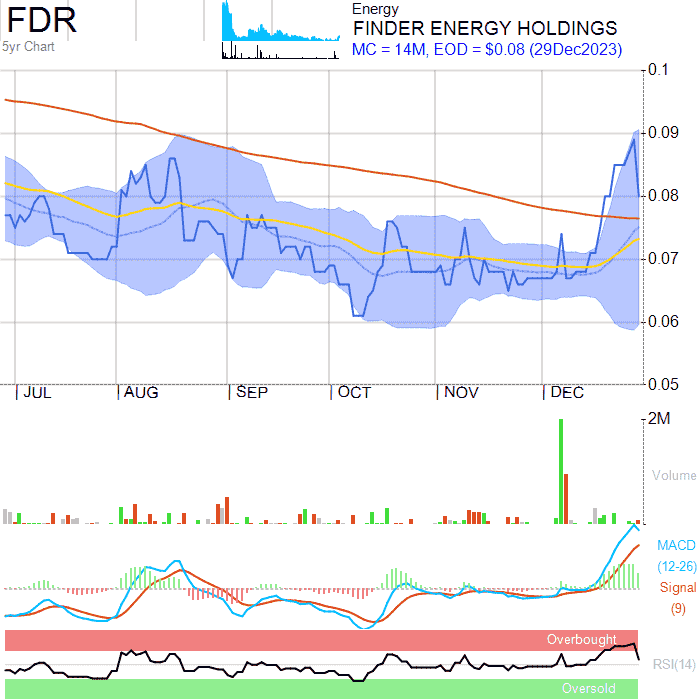 FDR
5yr Chart
Energy
FINDER ENERGY HOLDINGS
MC = 14M, EOD = $0.08 (29Dec2023)
0.1
0.09
0.08
0.07
0.06
0.05
JUL AUG SEP OCT NOV DEC
2M
Volume
MACD
(12-26)
Signal
(9)
Overbought
RSI(14)
Oversold